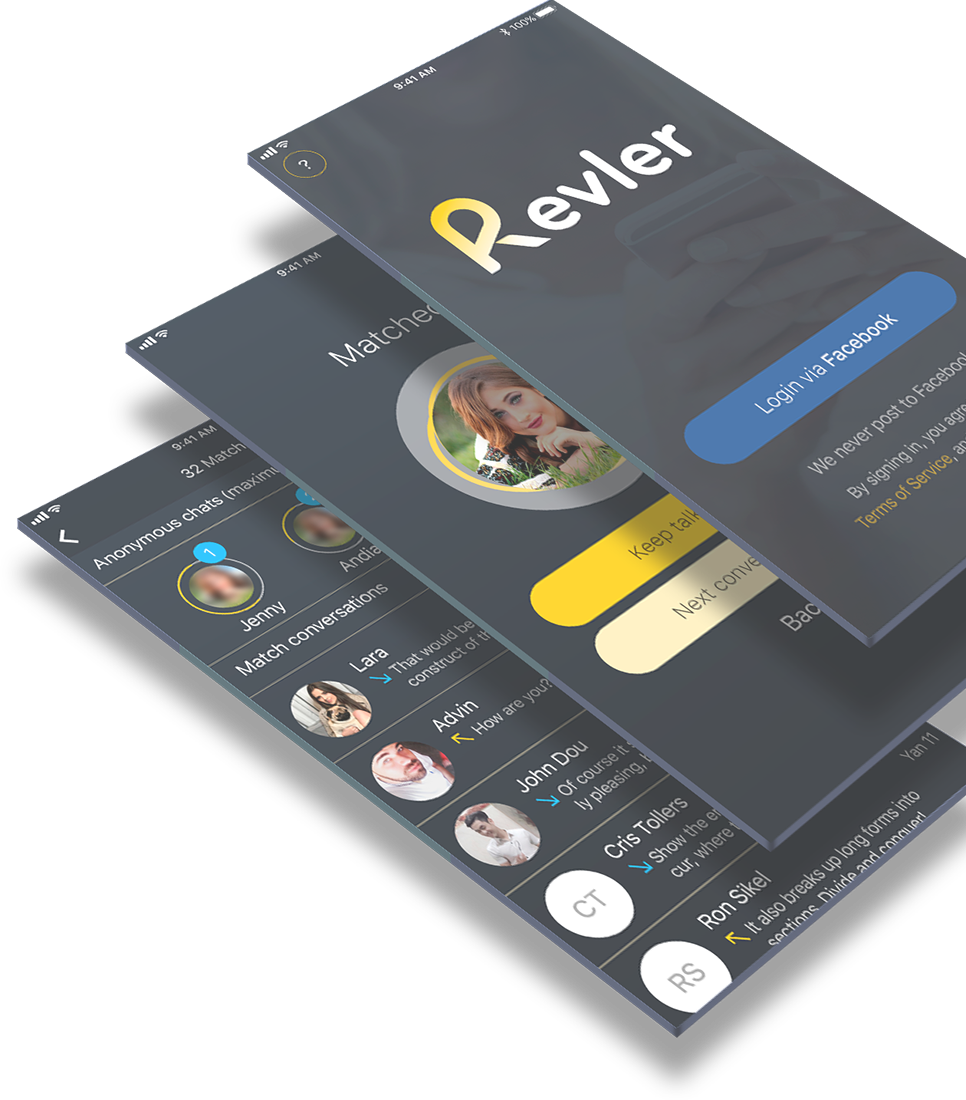 9:41 AM
100%
?
Revler
Login via Facebook
We never post to Facebook
By signing in, you agre
Terms of Service, an
9:41 AM
Matched
Keep talk
Next conve
Bac
9:41 AM
32 Match
Anonymous chats (maxim
1
Jenny
Andia
Match conversations
Lara
That would be
construct of th
Advin
How are you?
John Dou
Of course it
ly pleasing,
Cris Tollers
Show the er
cur, where
CT
Yan 11
Ron Sikel
It also breaks up long forms into
sections. Divide and conquer!
RS